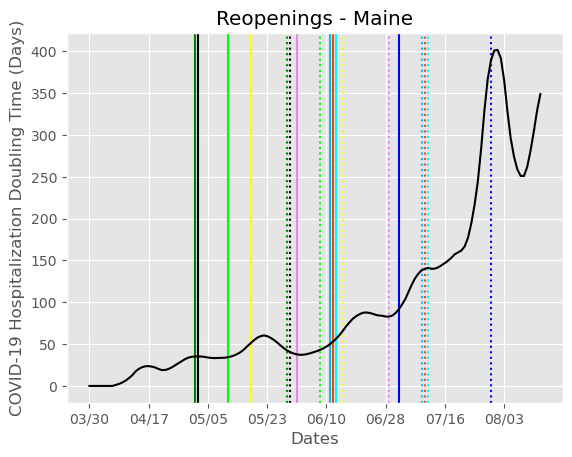 Reopenings - Maine
COVID-19 Hospitalization Doubling Time (Days)
400
350
300
250
200
150
100
50
0
03/30 04/17 05/05 05/23 06/10 06/28 07/16 08/03
Dates